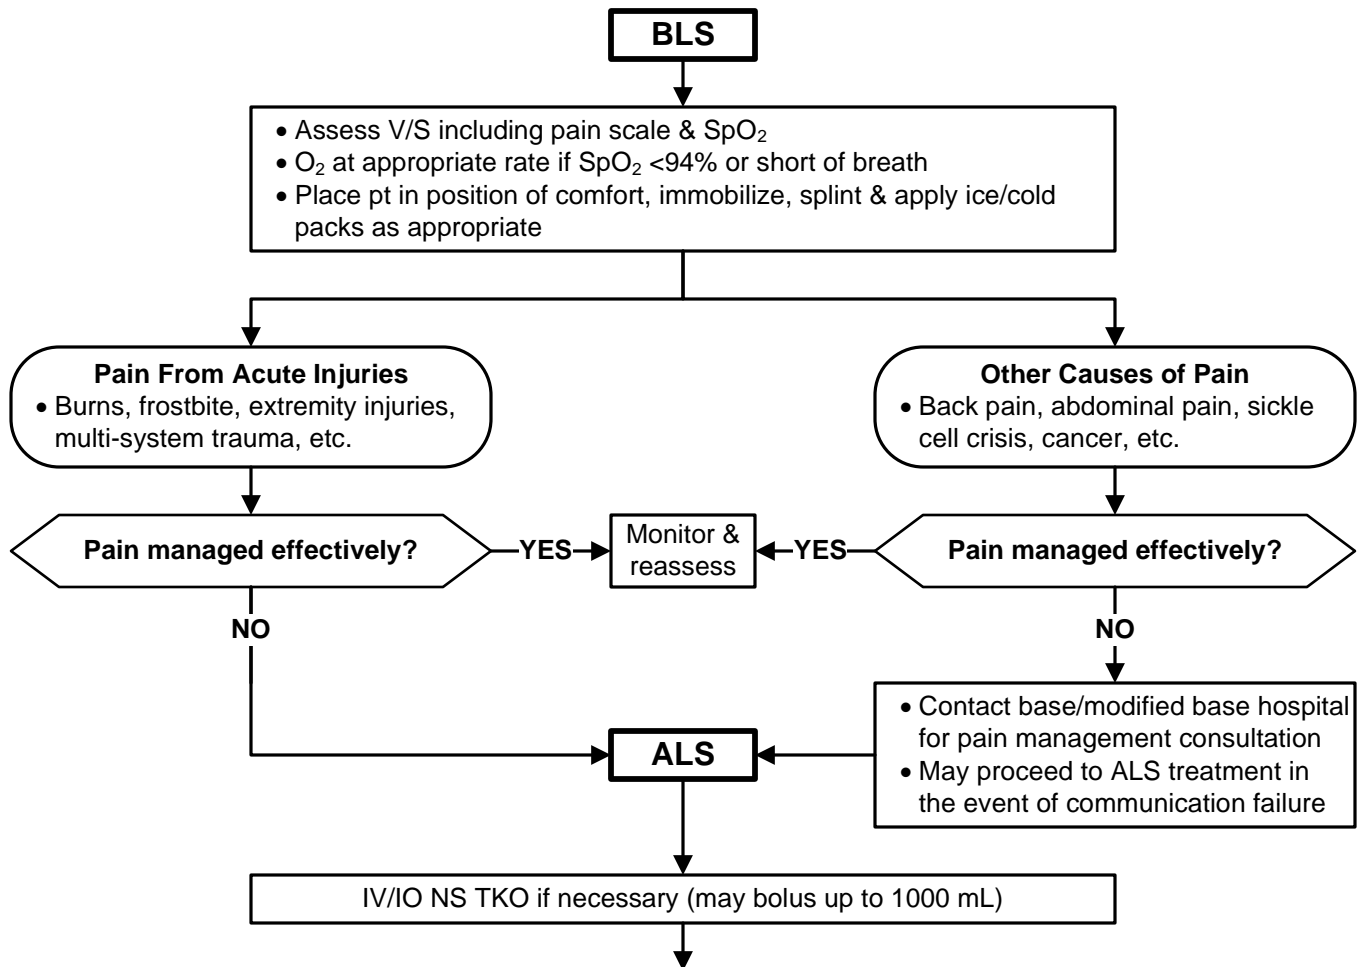 BLS
• Assess V/S including pain scale & SpO₂
• O₂ at appropriate rate if SpO₂ <94% or short of breath
• Place pt in position of comfort, immobilize, splint & apply ice/cold
packs as appropriate
Pain From Acute Injuries
• Burns, frostbite, extremity injuries,
multi-system trauma, etc.
Other Causes of Pain
• Back pain, abdominal pain, sickle
cell crisis, cancer, etc.
Pain managed effectively?
YES
Monitor &
reassess
YES
Pain managed effectively?
NO
NO
• Contact base/modified base hospital
for pain management consultation
• May proceed to ALS treatment in
the event of communication failure
ALS
IV/IO NS TKO if necessary (may bolus up to 1000 mL)